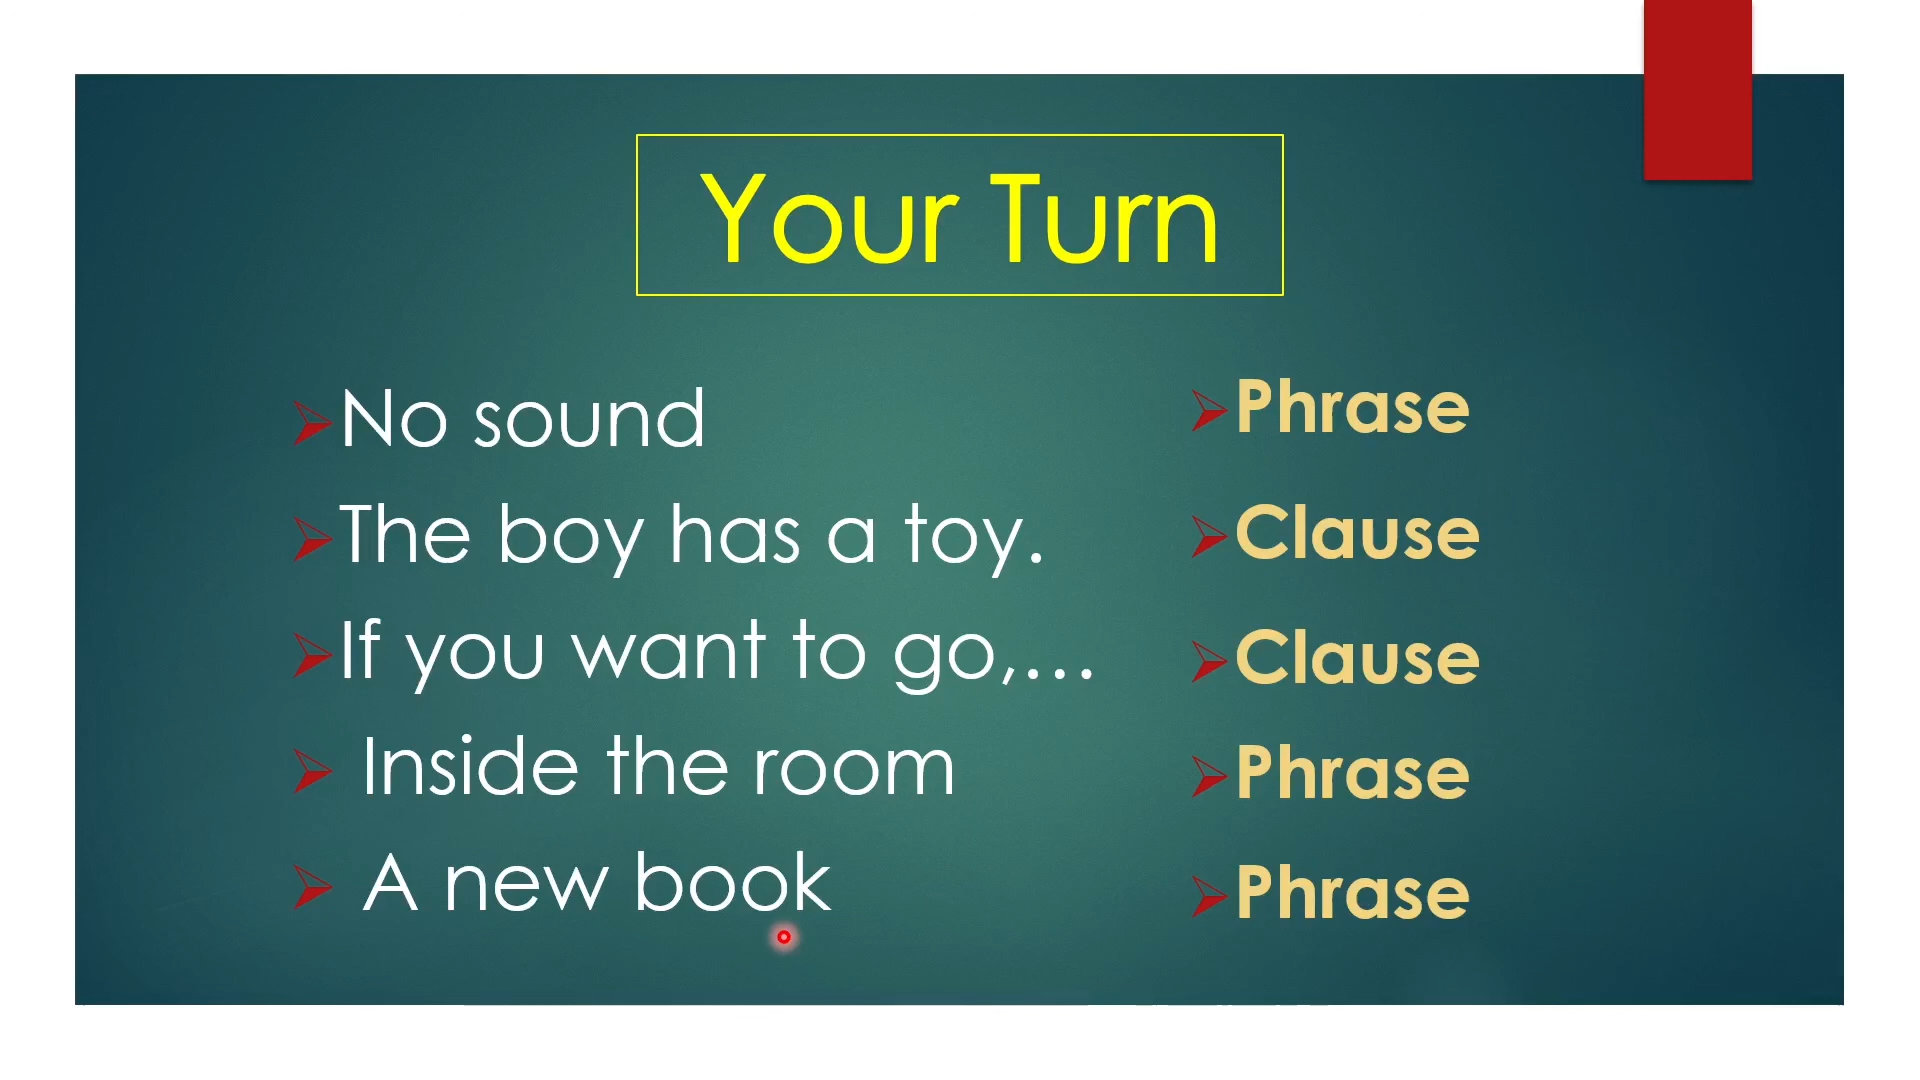 Your Turn
No sound
Phrase
The boy has a toy.
Clause
If you want to go,...
Clause
Inside the room
Phrase
A new book
Phrase